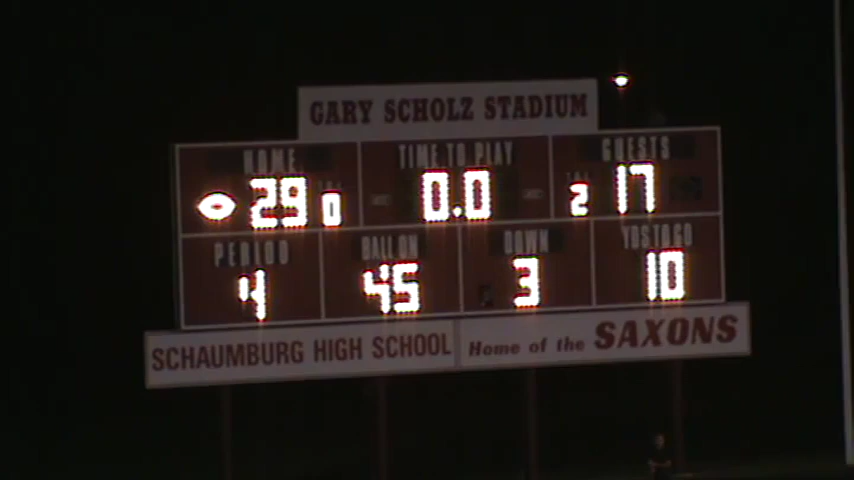 GARY SCHOLZ STADIUM
HOME TIME TO PLAY GUESTS
29 0 0.0 2 17
PERIOD BALL ON DOWN YDS TO GO
4 45 3 10
SCHAUMBURG HIGH SCHOOL Home of the SAXONS